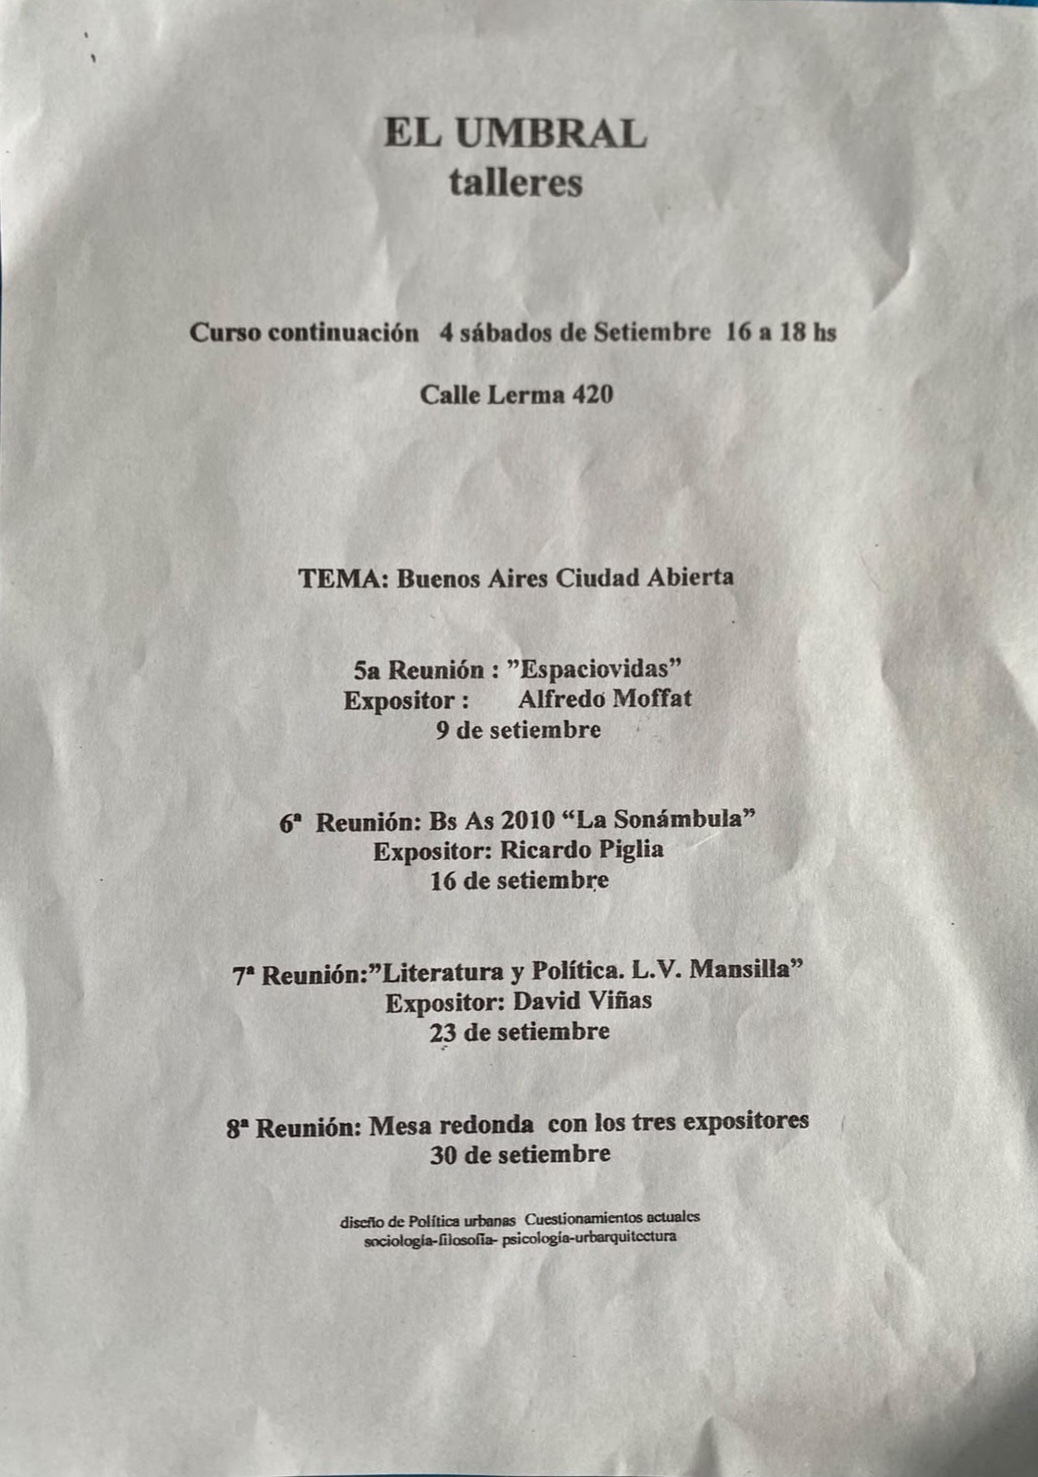 EL UMBRAL
talleres
Curso continuación 4 sábados de Setiembre 16 a 18 hs
Calle Lerma 420
TEMA: Buenos Aires Ciudad Abierta
5a Reunión : ”Espaciovidas”
Expositor : Alfredo Moffat
9 de setiembre
6ª Reunión: Bs As 2010 “La Sonámbula”
Expositor: Ricardo Piglia
16 de setiembre
7ª Reunión:”Literatura y Política. L.V. Mansilla”
Expositor: David Viñas
23 de setiembre
8ª Reunión: Mesa redonda con los tres expositores
30 de setiembre
diseño de Política urbanas Cuestionamientos actuales
sociología-filosofía- psicología-urbarquitectura